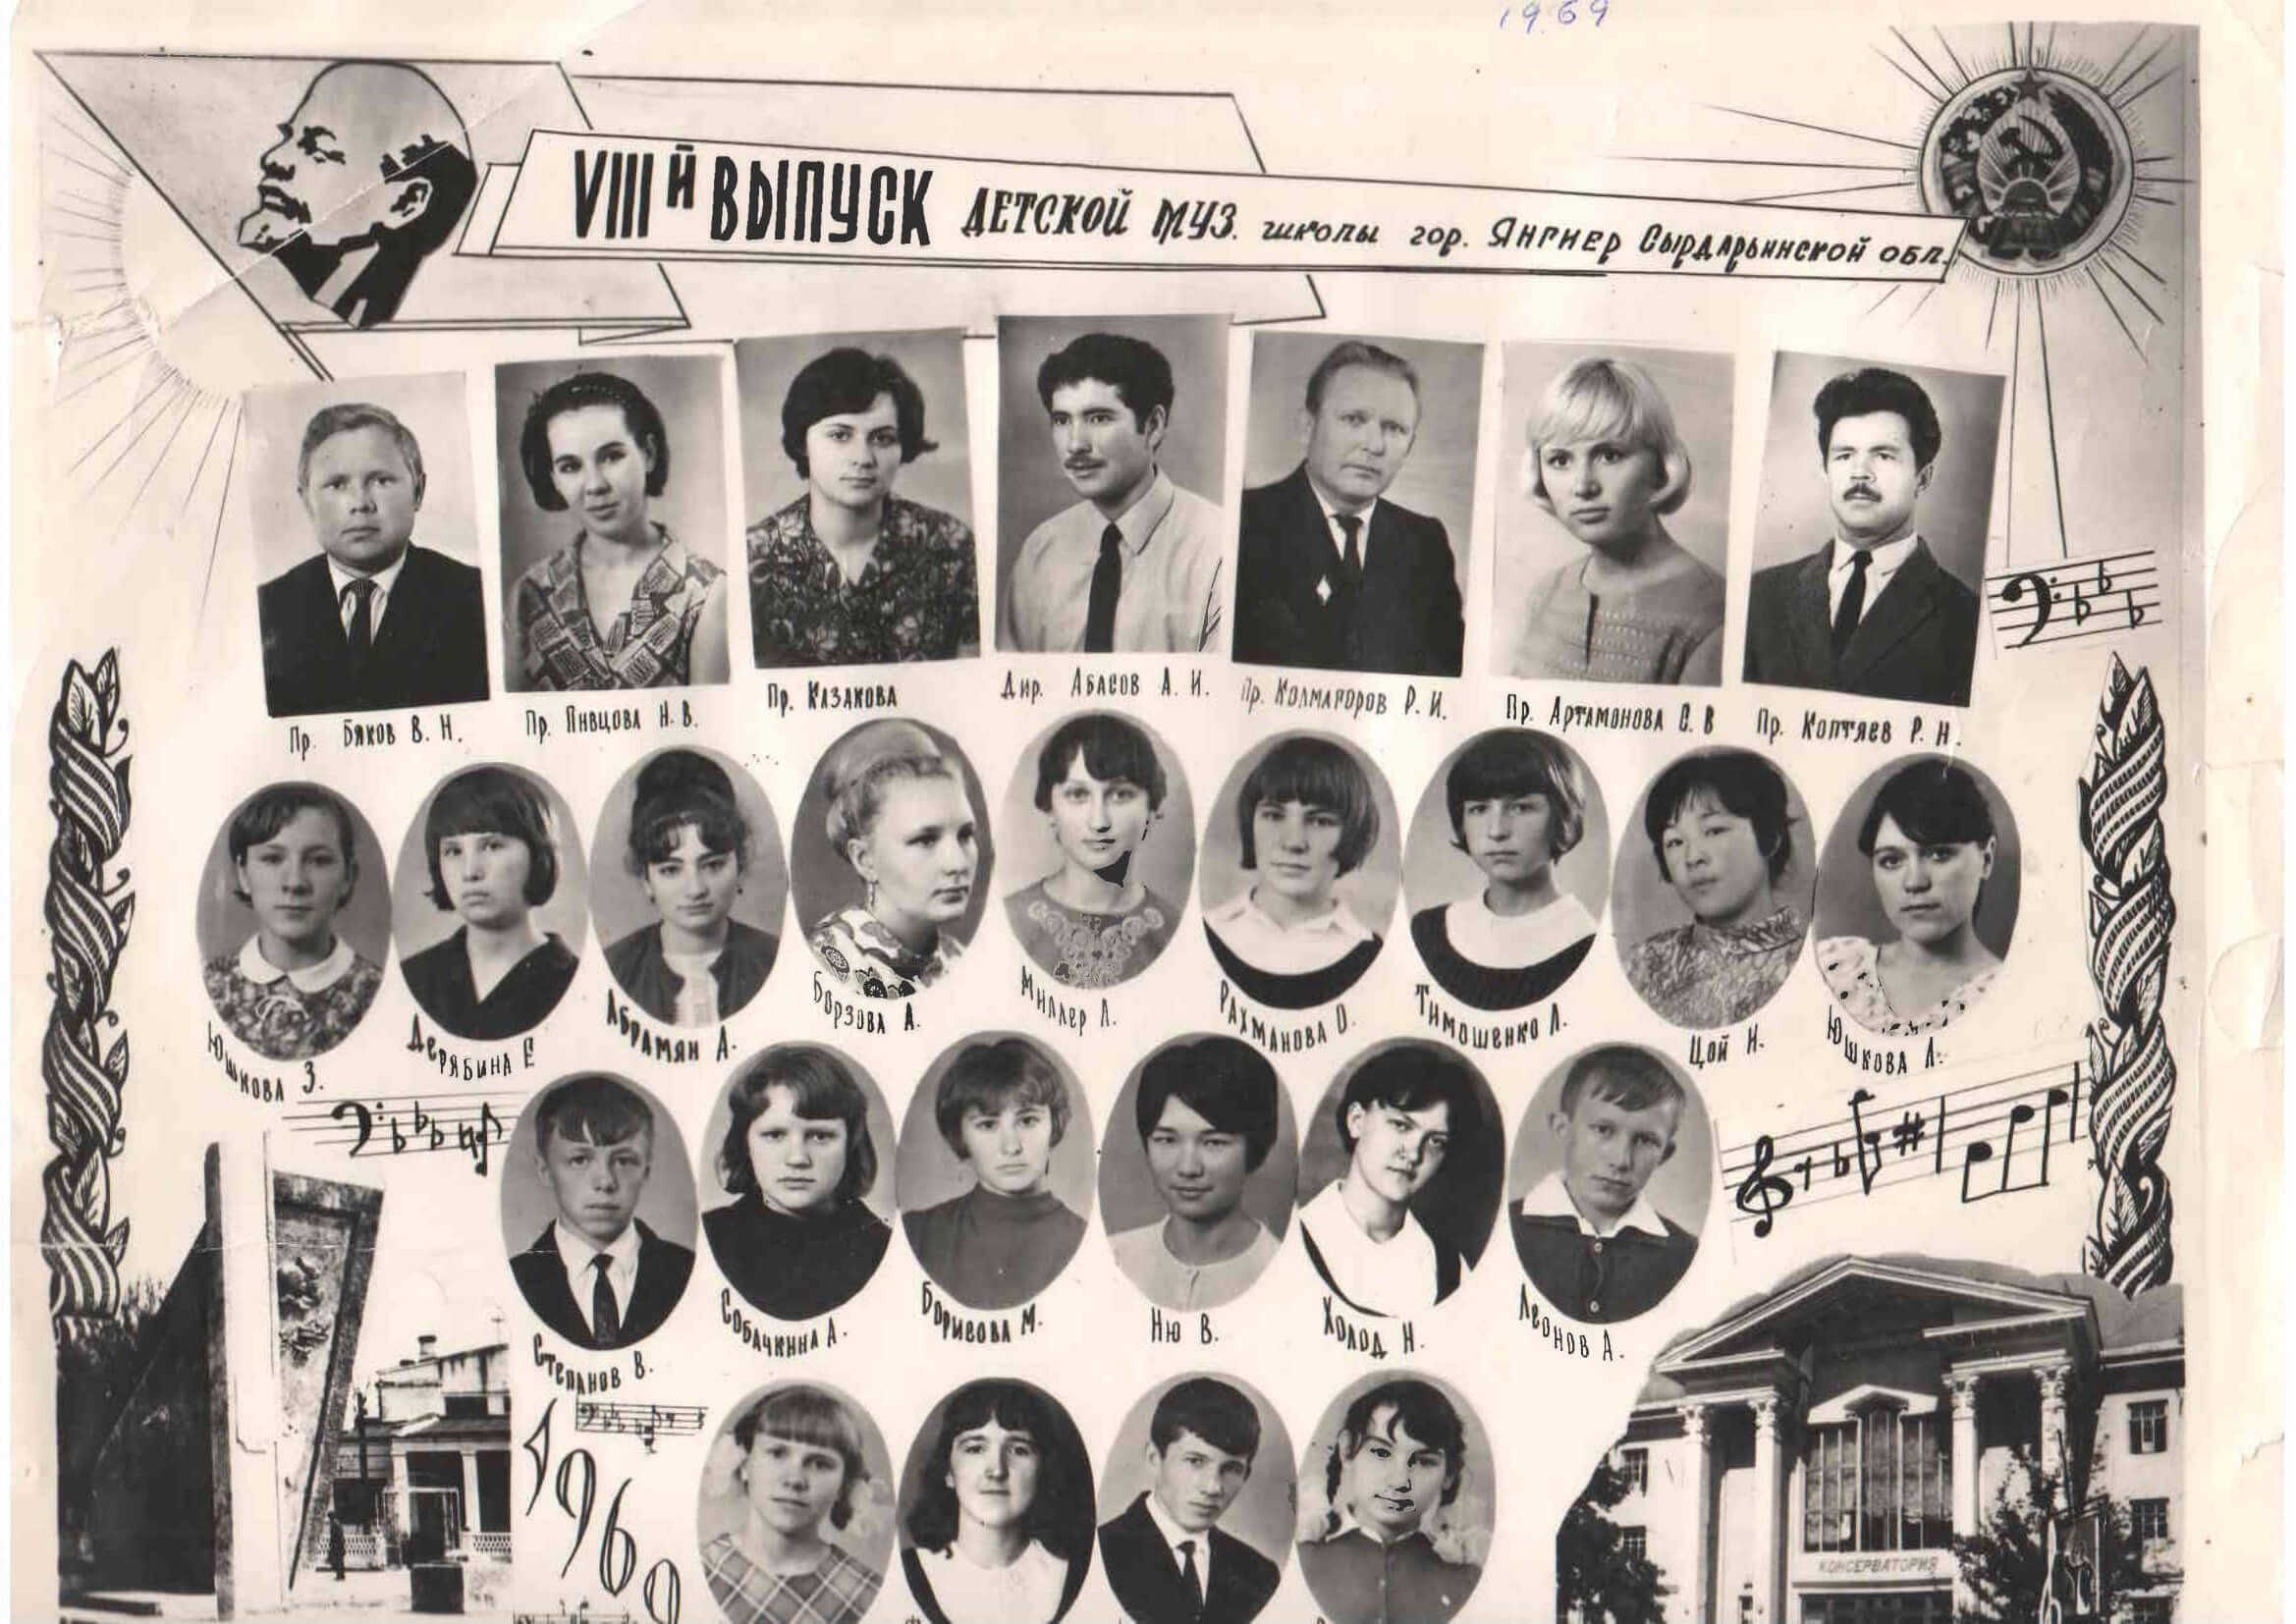 1969
VIIIЙ ВЫПУСК ДЕТСКОЙ МУЗ. ШКОЛЫ ГОР. ЯНГИЕР СЫРДАРЬИНСКОЙ ОБЛ.
Пр. Бяков В. Н.
Пр. Пивцова Н. В.
Пр. Казакова
Дир. Абасов А. И.
Пр. Колмагоров Р. И.
Пр. Артамонова С. В
Пр. Коптяев Р. Н.
Юшкова З.
Дерябина Е
Абрамян А.
Борзова А.
Миллер Л.
Рахманова О.
Тимошенко Л.
Цой Н.
Юшкова Л.
Степанов В.
Собачкина А.
Борисова М.
Ню В.
Холод Н.
Леонов А.
1969
КОНСЕРВАТОРИЯ